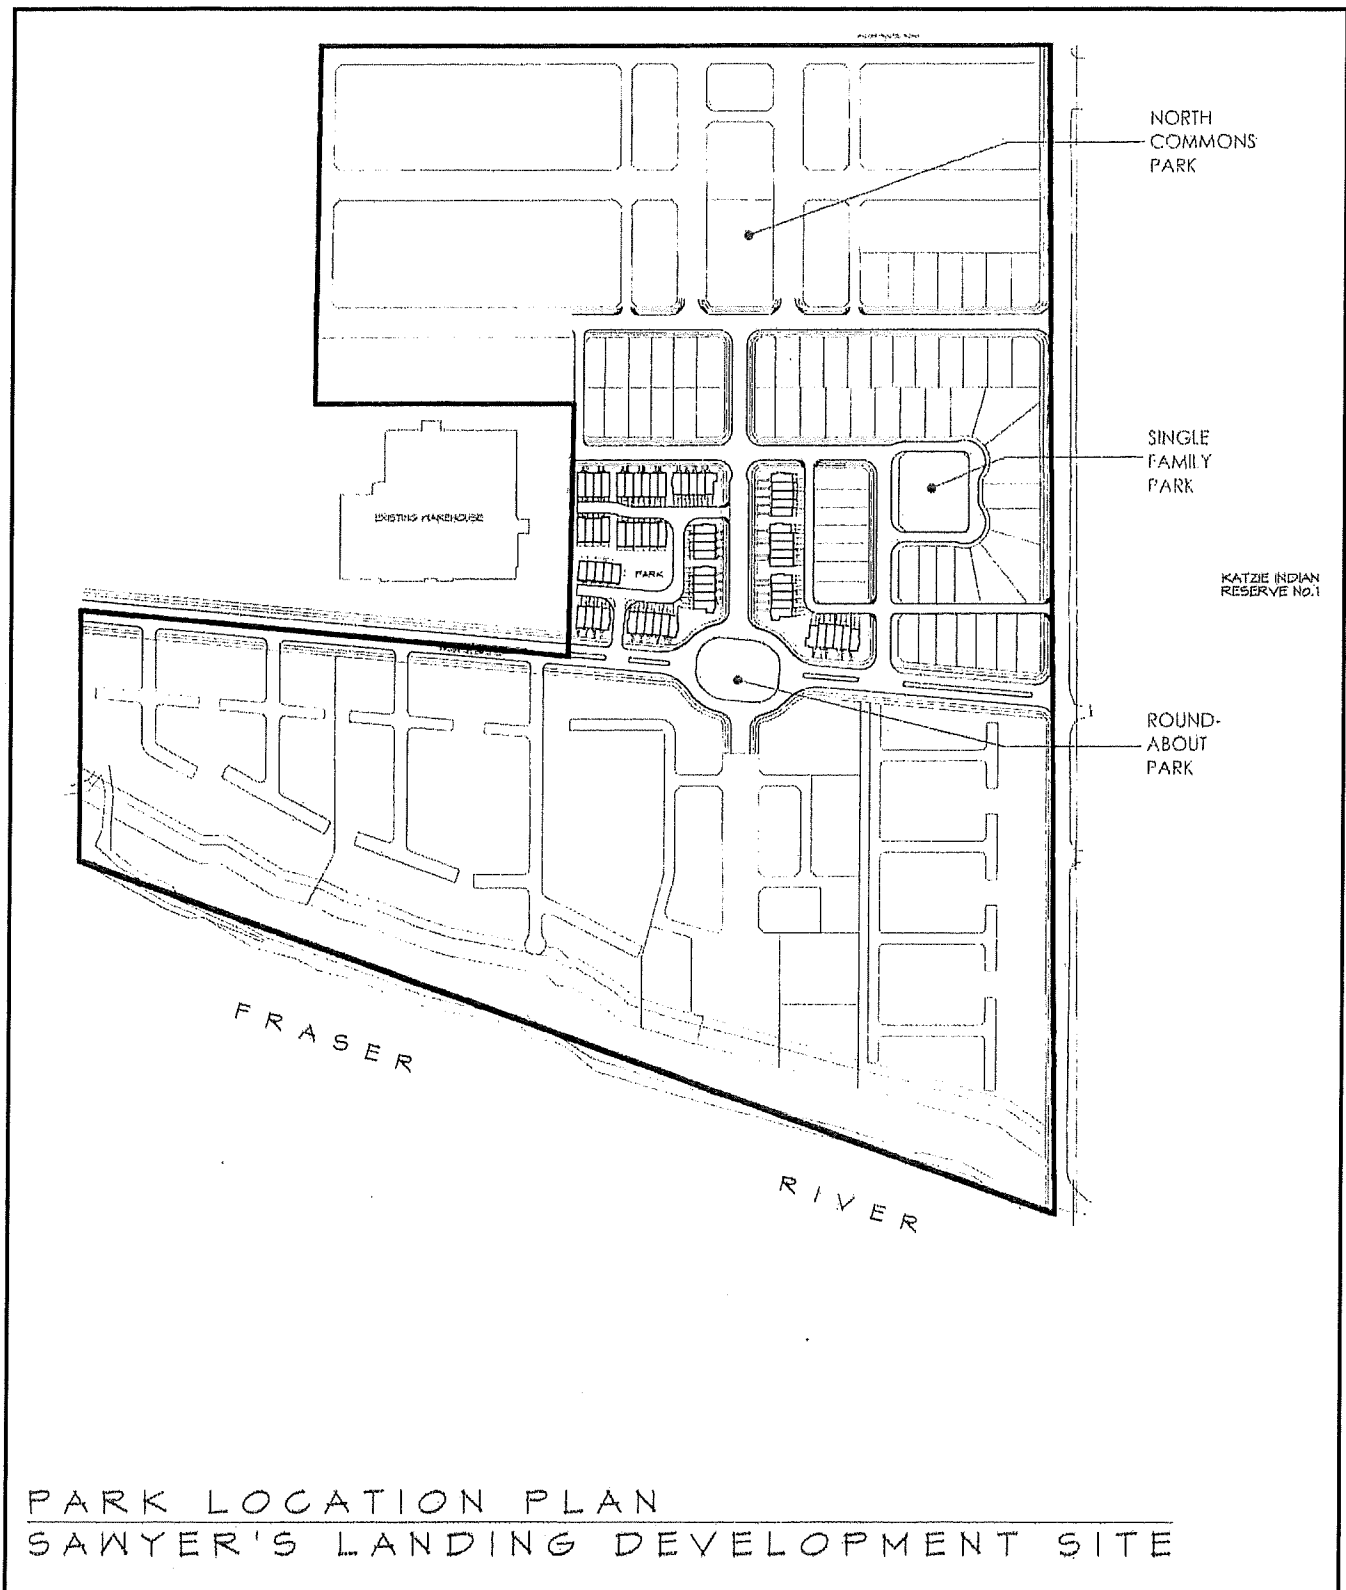 NORTH
COMMONS
PARK
SINGLE
FAMILY
PARK
EXISTING WAREHOUSE
PARK
KATZIE INDIAN
RESERVE No.1
ROUND-
ABOUT
PARK
FRASER
RIVER
PARK LOCATION PLAN
SAWYER'S LANDING DEVELOPMENT SITE